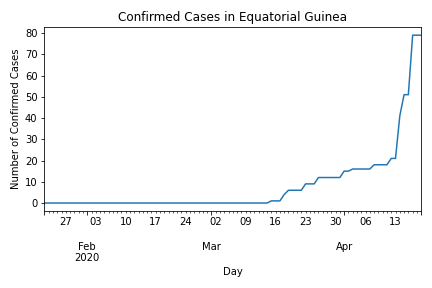 Confirmed Cases in Equatorial Guinea
80
70
60
50
40
30
20
10
0
Number of Confirmed Cases
27 03 10 17 24 02 09 16 23 30 06 13
Feb Mar Apr
2020
Day